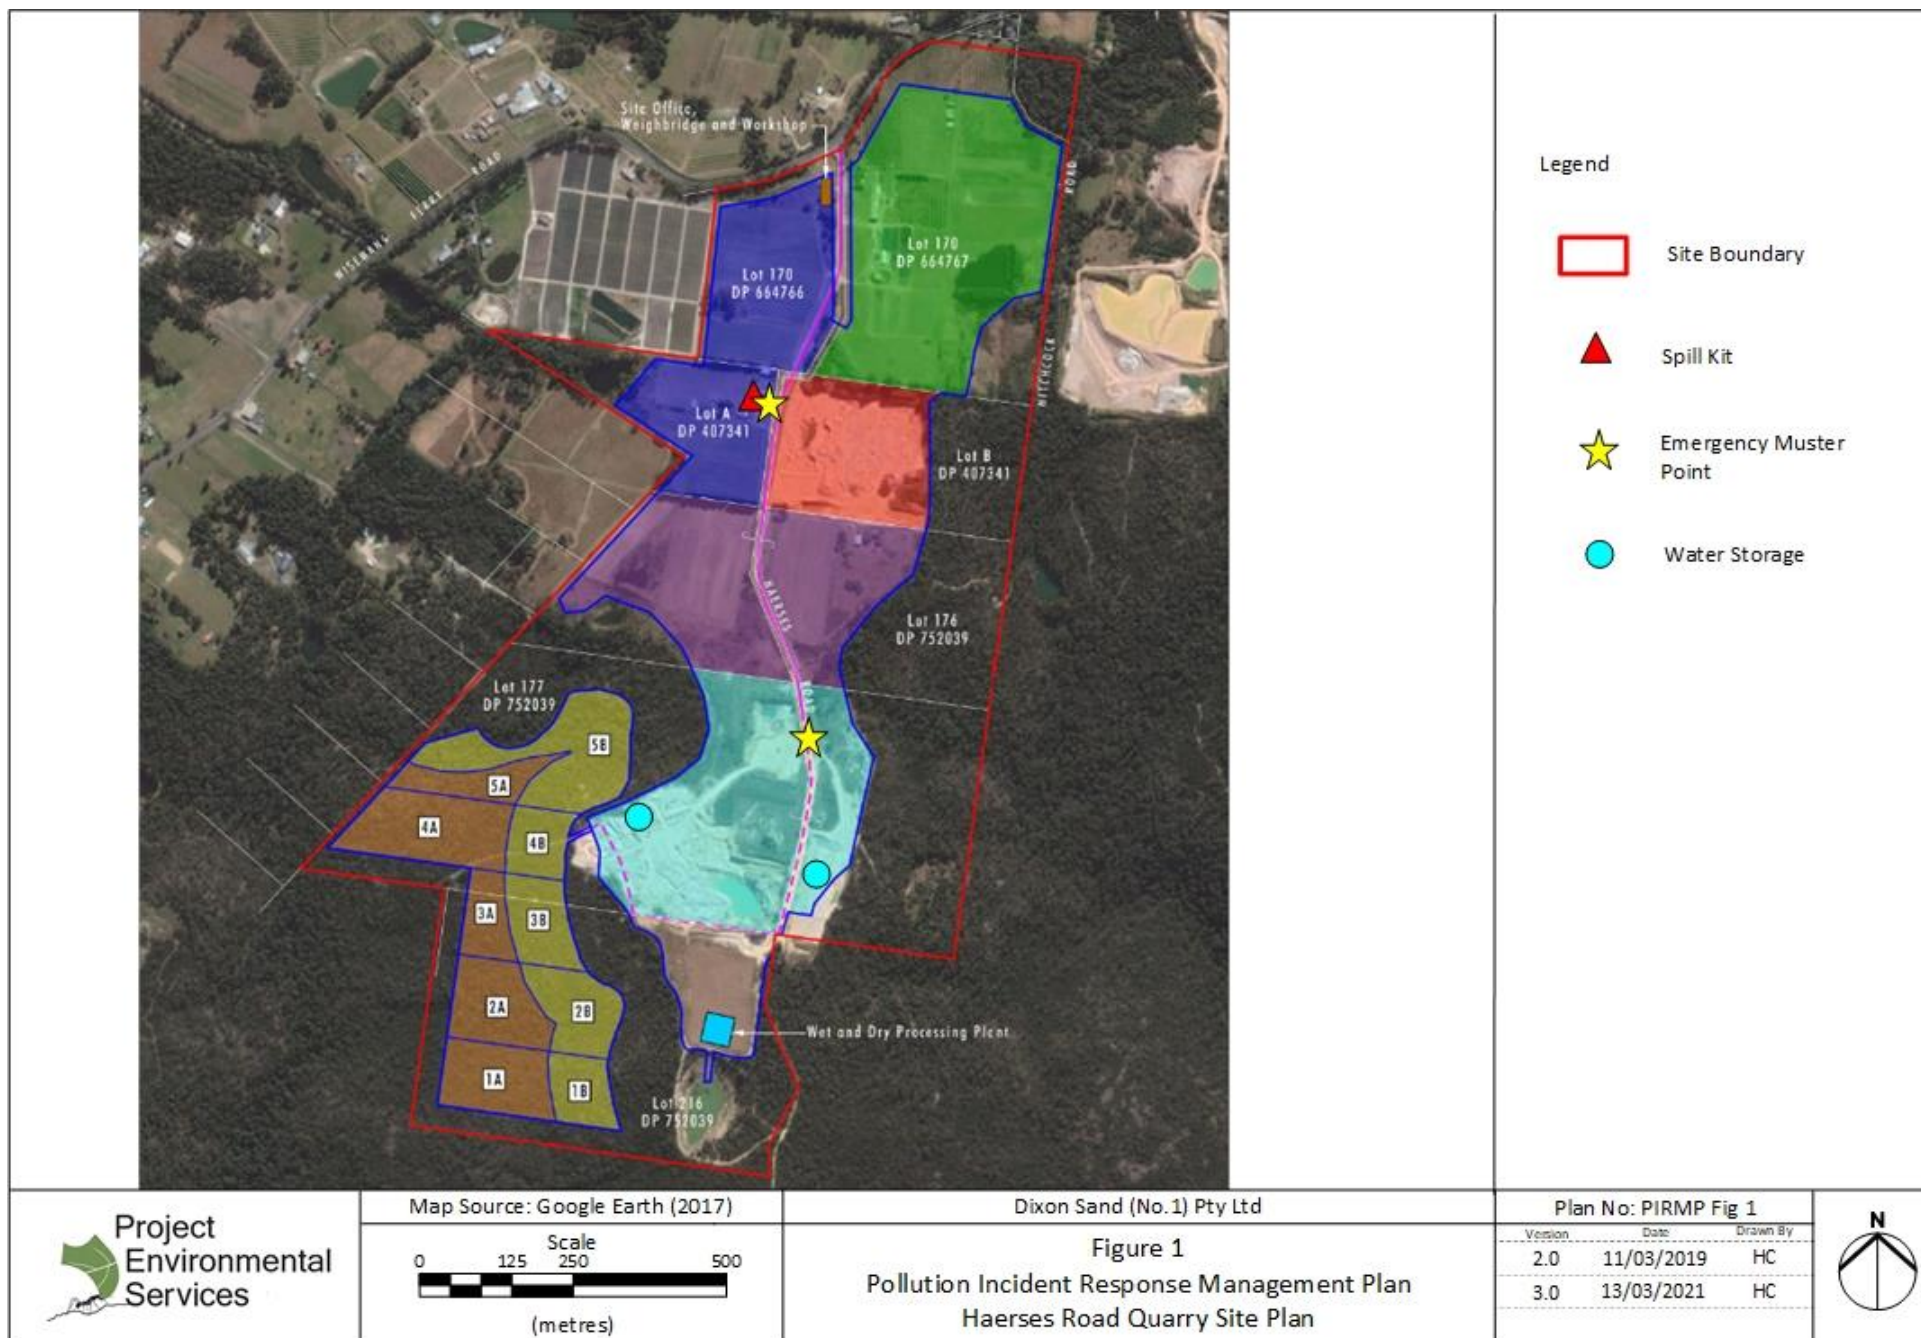 Site Office,
Weighbridge and Workshop
WISEMANS FERRY ROAD
Lot 170
DP 664766
Lot 170
DP 664767
ROAD
HITCHCOCK
Lot A
DP 407341
Lot B
DP 407341
HAERSES
ROAD
Lot 176
DP 752039
Lot 177
DP 752039
5B
5A
4A
4B
3A
3B
2A
2B
1A
1B
Wet and Dry Processing Plant
Lot 216
DP 752039
Legend
Site Boundary
Spill Kit
Emergency Muster
Point
Water Storage
Project
Environmental
Services
Map Source: Google Earth (2017)
Scale
0 125 250 500
(metres)
Dixon Sand (No.1) Pty Ltd
Figure 1
Pollution Incident Response Management Plan
Haerses Road Quarry Site Plan
Plan No: PIRMP Fig 1
Version Date Drawn By
2.0 11/03/2019 HC
3.0 13/03/2021 HC
N